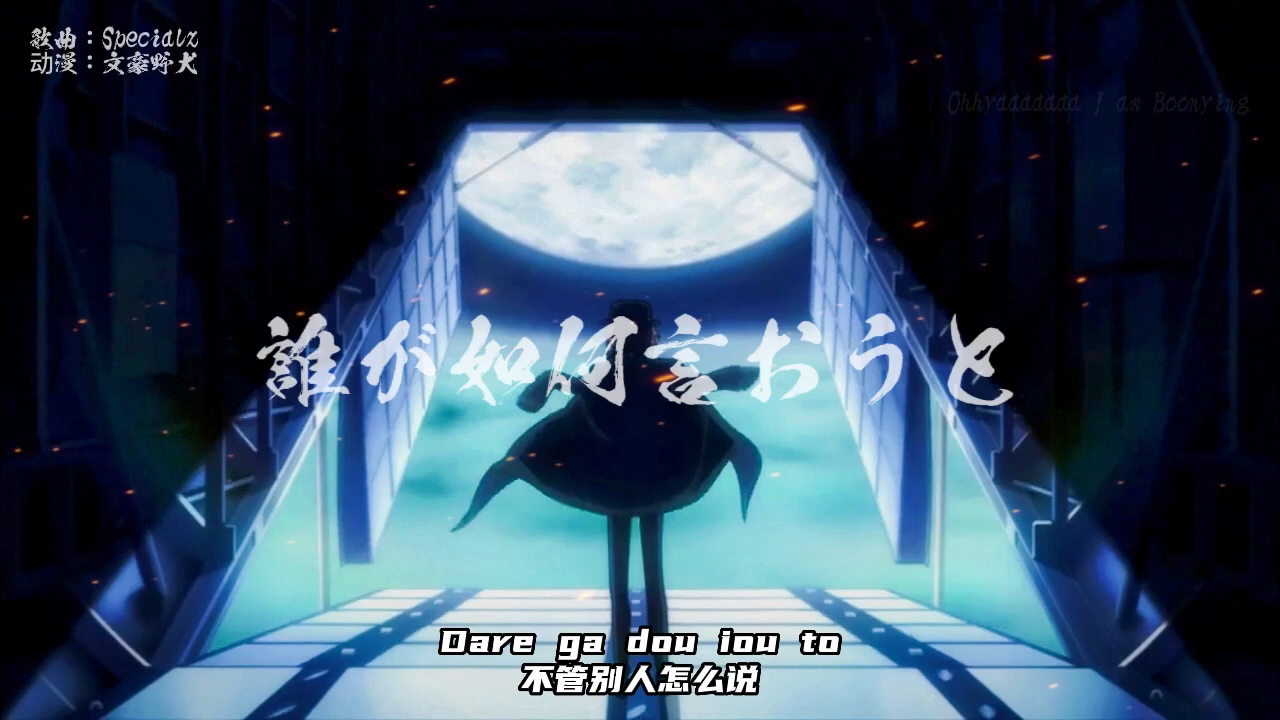 歌曲：Specialz
动漫：文豪野犬
Ohhyaaaaaaa I am Boonying
誰が如何言おうと
Dare ga dou iou to
不管别人怎么说